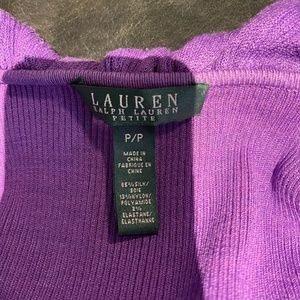 LAUREN
RALPH LAUREN
PETITE
P/P
MADE IN
CHINA
FABRIQUE EN
CHINE
85% SILK/
SOIE
13% NYLON/
POLYAMIDE
2%
ELASTANE/
ELASTHANNE